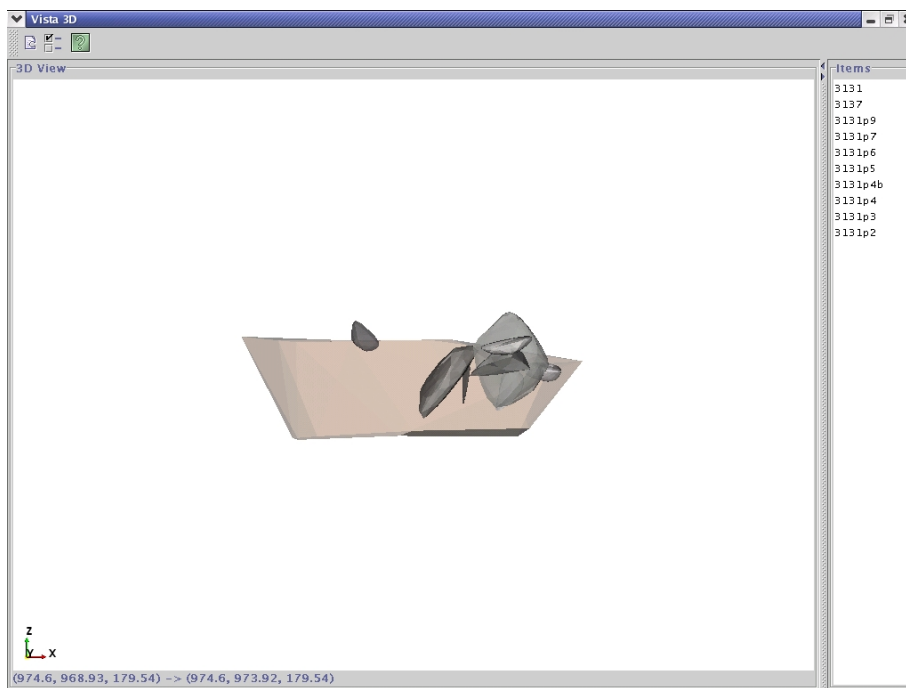 Vista 3D
3D View
Items
3131
3137
3131p9
3131p7
3131p6
3131p5
3131p4b
3131p4
3131p3
3131p2
Z
Y X
(974.6, 968.93, 179.54) -> (974.6, 973.92, 179.54)